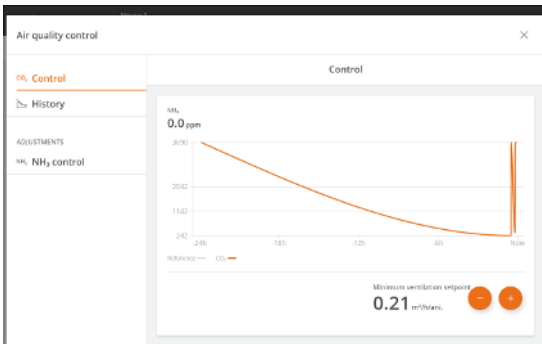 Air quality control
×
CO₂ Control
History
ADJUSTMENTS
NH₃ NH₃ control
Control
NH₃
0.0 ppm
3090
2042
1142
242
-24h -18h -12h -6h Now
Reference CO₂
Minimum ventilation setpoint
0.21 m³/h/ani.
− +